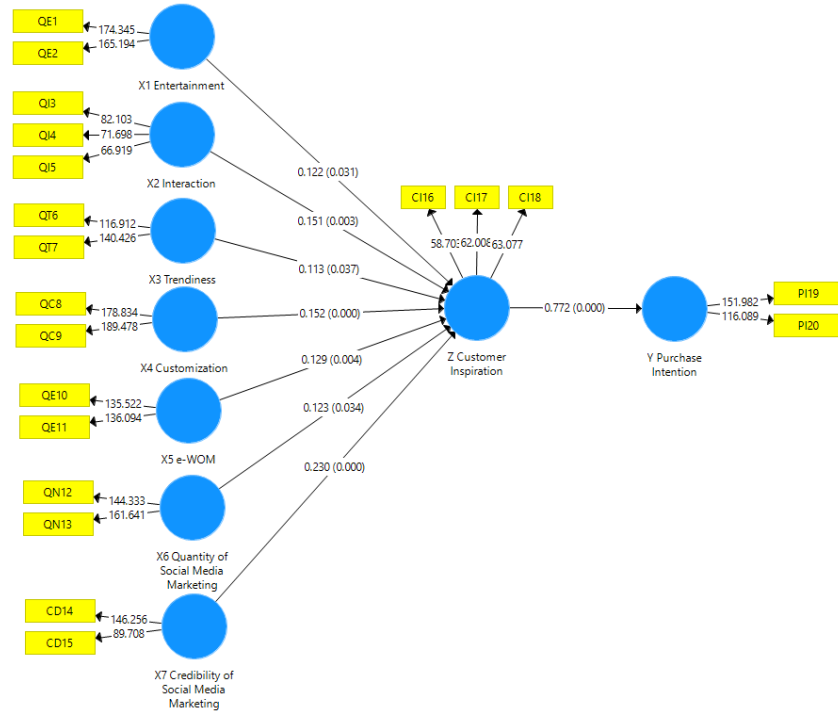 QE1
174.345
165.194
QE2
X1 Entertainment
QI3
82.103
QI4
71.698
66.919
QI5
X2 Interaction
QT6
116.912
140.426
QT7
X3 Trendiness
QC8
178.834
189.478
QC9
X4 Customization
QE10
135.522
136.094
QE11
X5 e-WOM
QN12
144.333
161.641
QN13
X6 Quantity of
Social Media
Marketing
CD14
146.256
89.708
CD15
X7 Credibility of
Social Media
Marketing
0.122 (0.031)
0.151 (0.003)
0.113 (0.037)
0.152 (0.000)
0.129 (0.004)
0.123 (0.034)
0.230 (0.000)
CI16
CI17
CI18
58.703
62.008
63.077
Z Customer
Inspiration
0.772 (0.000)
Y Purchase
Intention
151.982
116.089
PI19
PI20